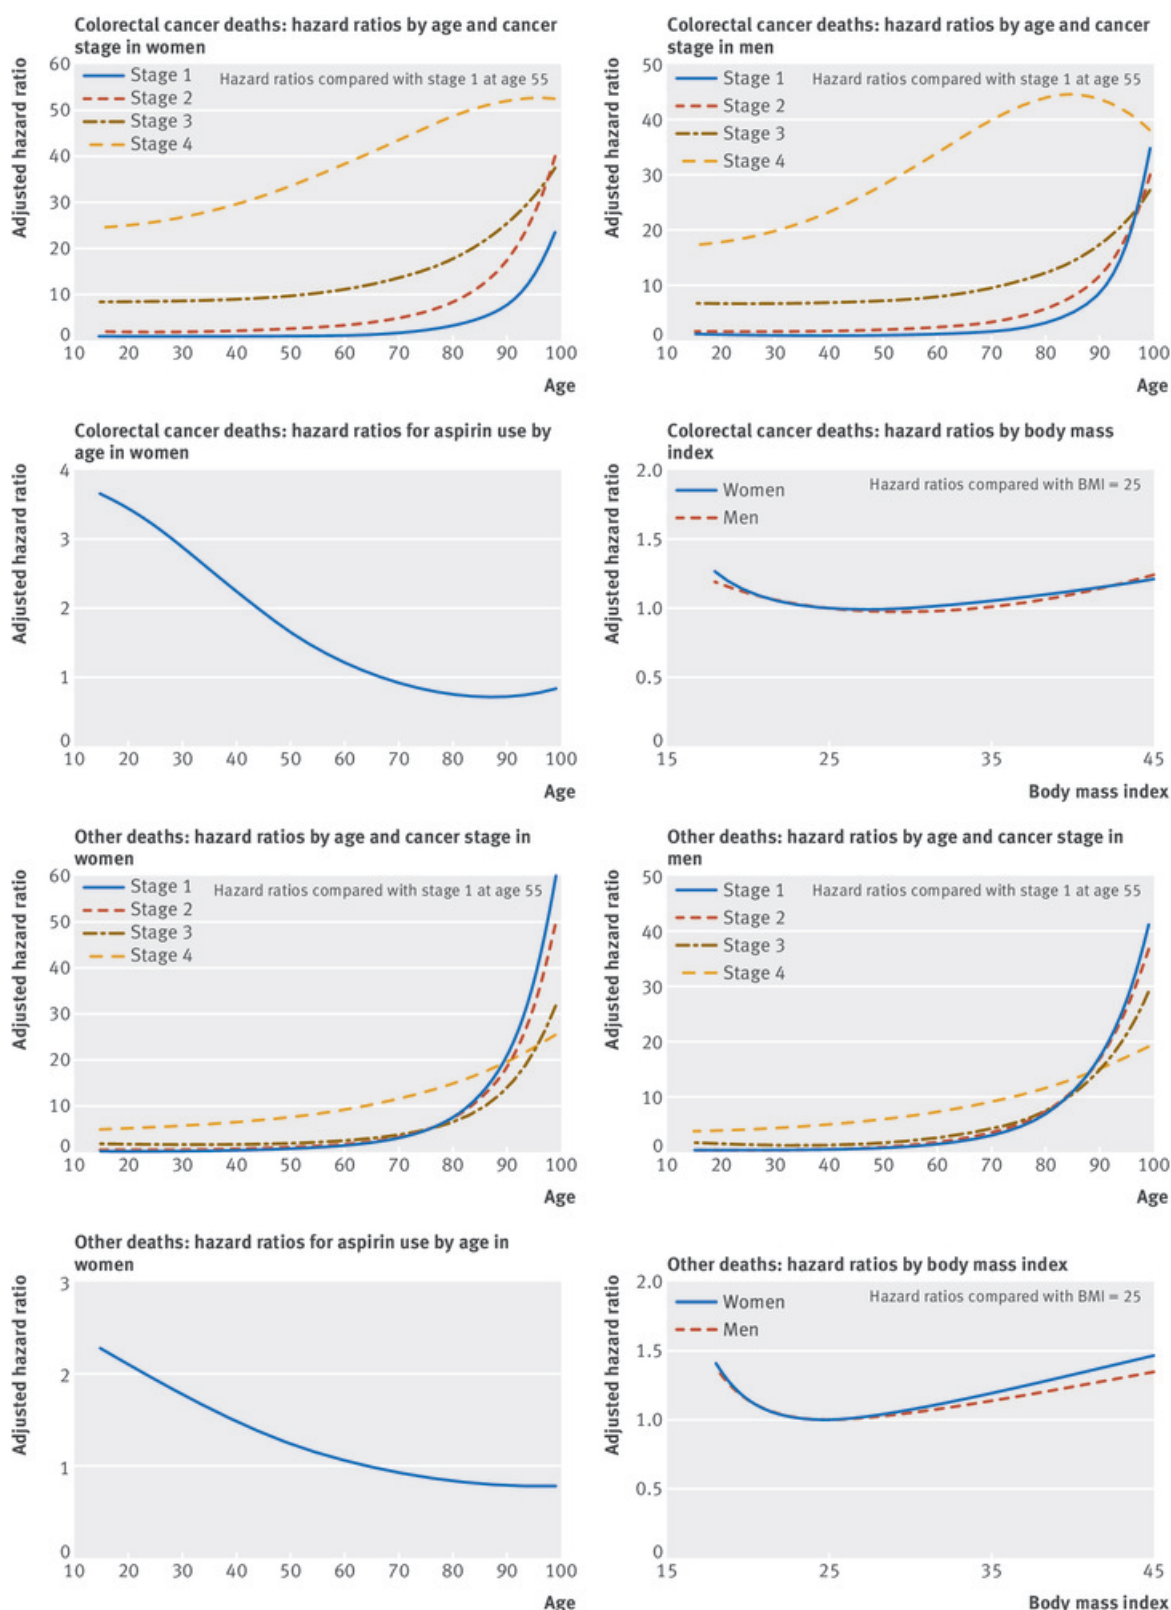 Colorectal cancer deaths: hazard ratios by age and cancer
stage in women
Adjusted hazard ratio
60
50
40
30
20
10
0
Stage 1
Stage 2
Stage 3
Stage 4
Hazard ratios compared with stage 1 at age 55
10 20 30 40 50 60 70 80 90 100
Age
Colorectal cancer deaths: hazard ratios by age and cancer
stage in men
Adjusted hazard ratio
50
40
30
20
10
0
Stage 1
Stage 2
Stage 3
Stage 4
Hazard ratios compared with stage 1 at age 55
10 20 30 40 50 60 70 80 90 100
Age
Colorectal cancer deaths: hazard ratios for aspirin use by
age in women
Adjusted hazard ratio
4
3
2
1
0
10 20 30 40 50 60 70 80 90 100
Age
Colorectal cancer deaths: hazard ratios by body mass
index
Adjusted hazard ratio
2.0
1.5
1.0
0.5
0
Women
Men
Hazard ratios compared with BMI = 25
15 25 35 45
Body mass index
Other deaths: hazard ratios by age and cancer stage in
women
Adjusted hazard ratio
60
50
40
30
20
10
0
Stage 1
Stage 2
Stage 3
Stage 4
Hazard ratios compared with stage 1 at age 55
10 20 30 40 50 60 70 80 90 100
Age
Other deaths: hazard ratios by age and cancer stage in
men
Adjusted hazard ratio
50
40
30
20
10
0
Stage 1
Stage 2
Stage 3
Stage 4
Hazard ratios compared with stage 1 at age 55
10 20 30 40 50 60 70 80 90 100
Age
Other deaths: hazard ratios for aspirin use by age in
women
Adjusted hazard ratio
3
2
1
0
10 20 30 40 50 60 70 80 90 100
Age
Other deaths: hazard ratios by body mass index
Adjusted hazard ratio
2.0
1.5
1.0
0.5
0
Women
Men
Hazard ratios compared with BMI = 25
15 25 35 45
Body mass index